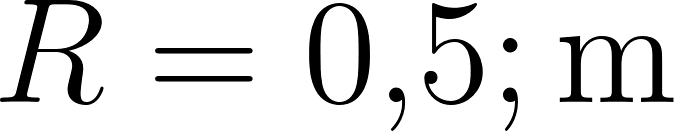 R = 0,5; m